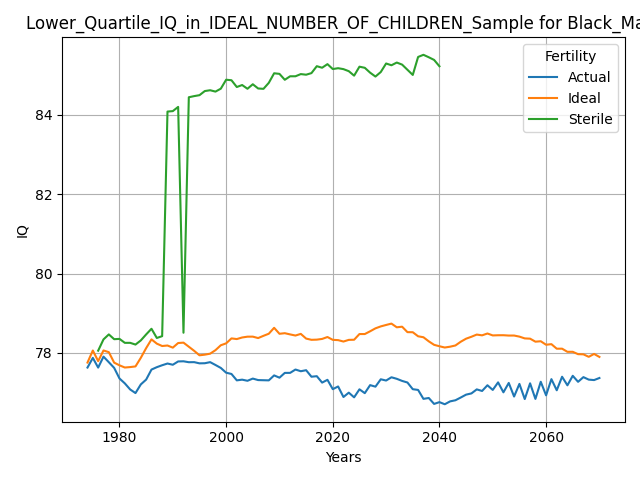 Lower_Quartile_IQ_in_IDEAL_NUMBER_OF_CHILDREN_Sample for Black_Ma
Fertility
Actual
Ideal
Sterile
84
82
80
78
IQ
1980
2000
2020
2040
2060
Years